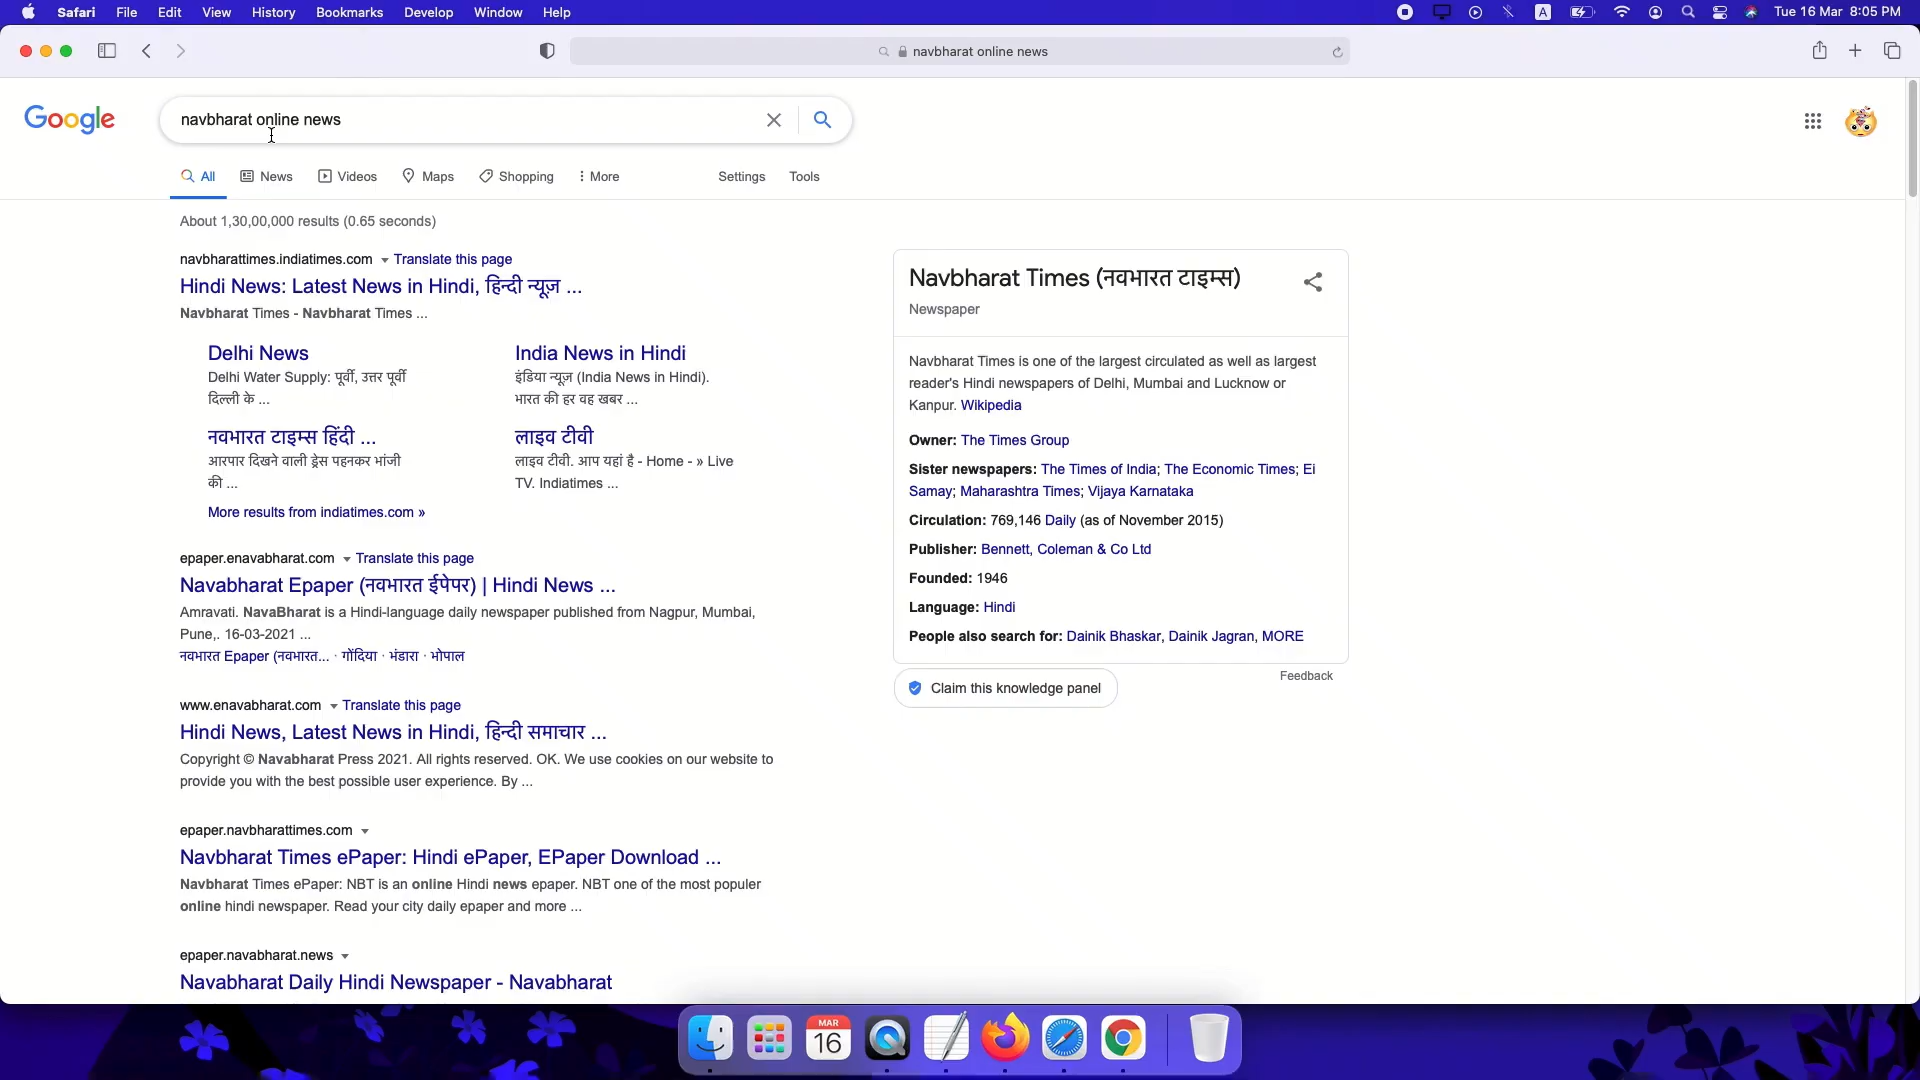 Safari File Edit View History Bookmarks Develop Window Help
A
Tue 16 Mar 8:05 PM
navbharat online news
Google
navbharat online news
All News Videos Maps Shopping More Settings Tools
About 1,30,00,000 results (0.65 seconds)
navbharattimes.indiatimes.com Translate this page
Hindi News: Latest News in Hindi, हिन्दी न्यूज़ ...
Navbharat Times - Navbharat Times ...
Delhi News
Delhi Water Supply: पूर्वी, उत्तर पूर्वी
दिल्ली के ...
India News in Hindi
इंडिया न्यूज़ (India News in Hindi).
भारत की हर वह खबर ...
नवभारत टाइम्स हिंदी ...
आरपार दिखने वाली ड्रेस पहनकर भांजी
की ...
लाइव टीवी
लाइव टीवी. आप यहां है - Home - » Live
TV. Indiatimes ...
More results from indiatimes.com »
epaper.enavabharat.com Translate this page
Navabharat Epaper (नवभारत ईपेपर) | Hindi News ...
Amravati. NavaBharat is a Hindi-language daily newspaper published from Nagpur, Mumbai,
Pune,. 16-03-2021 ...
नवभारत Epaper (नवभारत... · गोंदिया · भंडारा · भोपाल
www.enavabharat.com Translate this page
Hindi News, Latest News in Hindi, हिन्दी समाचार ...
Copyright © Navabharat Press 2021. All rights reserved. OK. We use cookies on our website to
provide you with the best possible user experience. By ...
epaper.navbharattimes.com
Navbharat Times ePaper: Hindi ePaper, EPaper Download ...
Navbharat Times ePaper: NBT is an online Hindi news epaper. NBT one of the most populer
online hindi newspaper. Read your city daily epaper and more ...
epaper.navabharat.news
Navabharat Daily Hindi Newspaper - Navabharat
Navbharat Times (नवभारत टाइम्स)
Newspaper
Navbharat Times is one of the largest circulated as well as largest
reader's Hindi newspapers of Delhi, Mumbai and Lucknow or
Kanpur. Wikipedia
Owner: The Times Group
Sister newspapers: The Times of India; The Economic Times; Ei
Samay; Maharashtra Times; Vijaya Karnataka
Circulation: 769,146 Daily (as of November 2015)
Publisher: Bennett, Coleman & Co Ltd
Founded: 1946
Language: Hindi
People also search for: Dainik Bhaskar, Dainik Jagran, MORE
Feedback
Claim this knowledge panel
MAR
16